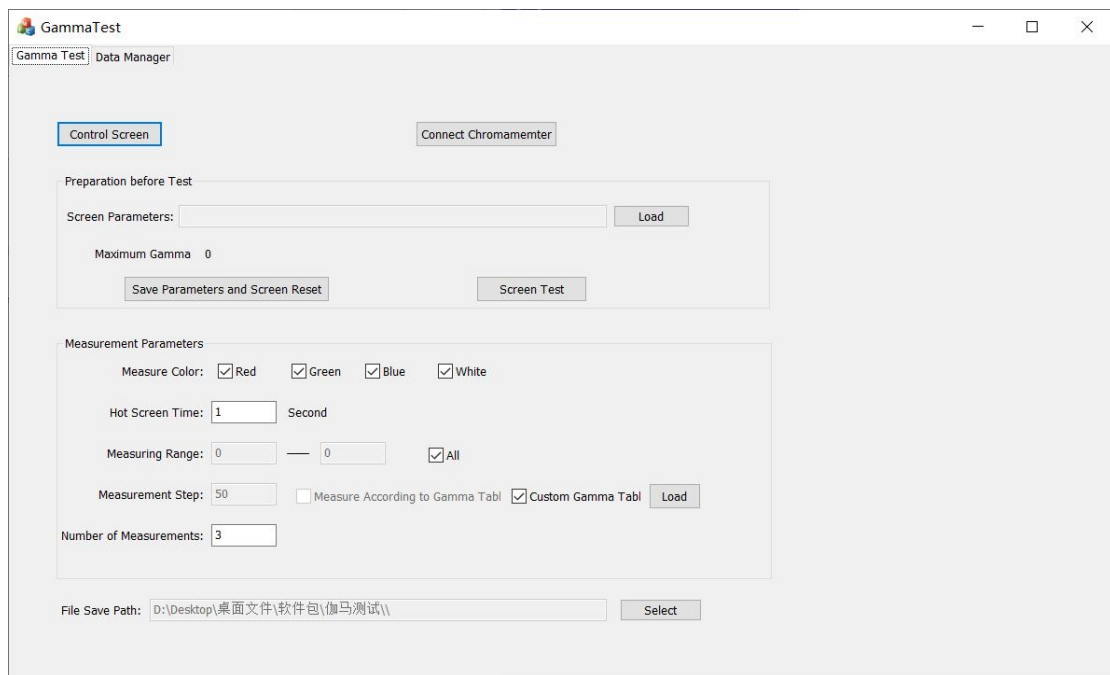 GammaTest
Gamma Test Data Manager
Control Screen Connect Chromamemter
Preparation before Test
Screen Parameters: Load
Maximum Gamma 0
Save Parameters and Screen Reset Screen Test
Measurement Parameters
Measure Color: Red Green Blue White
Hot Screen Time: 1 Second
Measuring Range: 0 — 0 All
Measurement Step: 50 Measure According to Gamma Tabl Custom Gamma Tabl Load
Number of Measurements: 3
File Save Path: D:\Desktop\桌面文件\软件包\伽马测试\\ Select